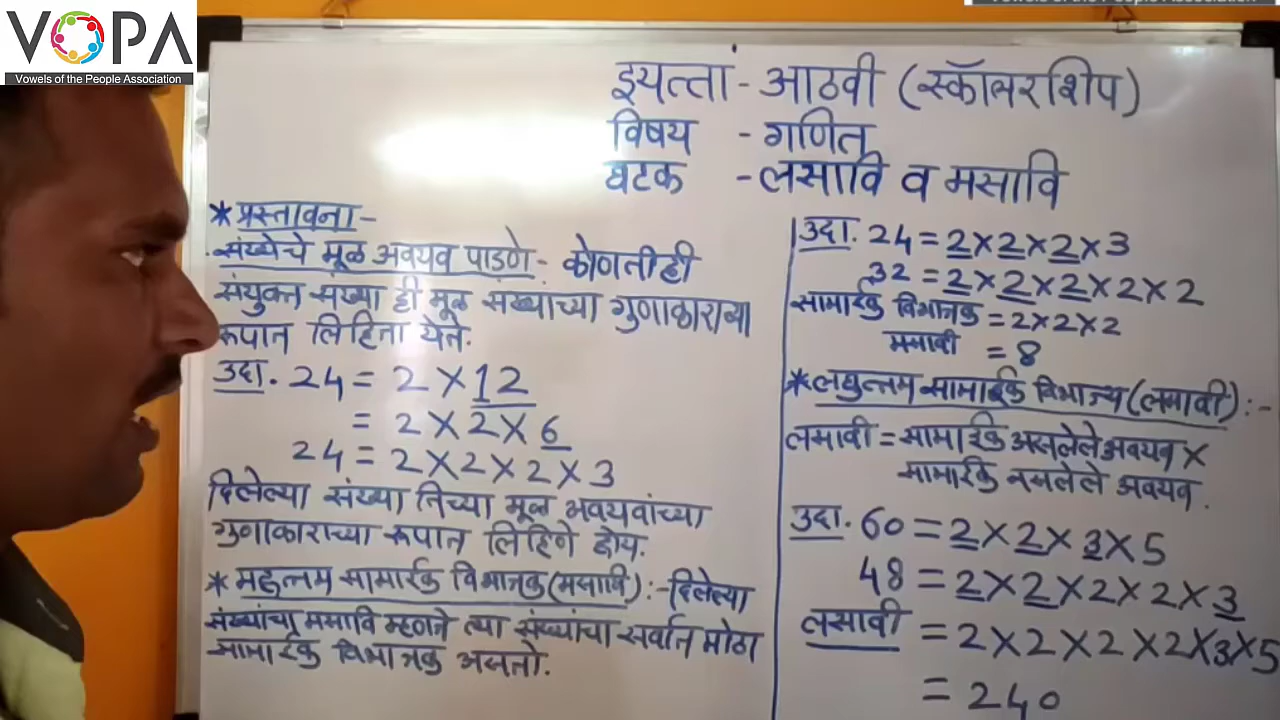 VOPA
Vowels of the People Association
इयत्ता - आठवी (स्कॉलरशिप)
विषय - गणित
घटक - लसावि व मसावि
* प्रस्तावना -
संख्येचे मूळ अवयव पाडणे - कोणतीही
संयुक्त संख्या ही मूळ संख्यांच्या गुणाकाराच्या
रूपात लिहिता येते.
उदा. 24 = 2 × 12
= 2 × 2 × 6
24 = 2 × 2 × 2 × 3
दिलेल्या संख्या तिच्या मूळ अवयवांच्या
गुणाकाराच्या रूपात लिहिणे होय.
* महत्तम सामाईक विभाजक (मसावि) :- दिलेल्या
संख्यांचा मसावि म्हणजे त्या संख्यांचा सर्वात मोठा
सामाईक विभाजक असतो.
उदा. 24 = 2 × 2 × 2 × 3
32 = 2 × 2 × 2 × 2 × 2
सामाईक विभाजक = 2 × 2 × 2
मसावी = 8
* लघुत्तम सामाईक विभाज्य (लसावी) :-
लसावी = सामाईक असलेले अवयव ×
सामाईक नसलेले अवयव.
उदा. 60 = 2 × 2 × 3 × 5
48 = 2 × 2 × 2 × 2 × 3
लसावी = 2 × 2 × 2 × 2 × 3 × 5
= 240